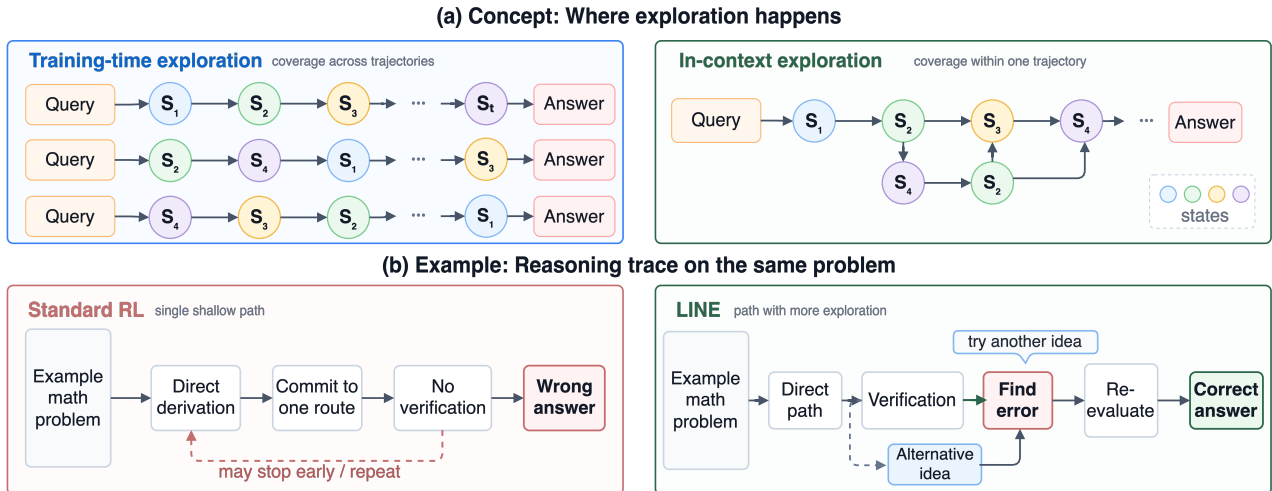 (a) Concept: Where exploration happens
Training-time exploration coverage across trajectories
Query S1 S2 S3 ... St Answer
Query S2 S4 S1 ... S3 Answer
Query S4 S3 S2 ... S1 Answer
In-context exploration coverage within one trajectory
Query S1 S2 S3 S4 ... Answer
S4 S2
states
(b) Example: Reasoning trace on the same problem
Standard RL single shallow path
Example
math
problem
Direct
derivation
Commit to
one route
No
verification
Wrong
answer
may stop early / repeat
LINE path with more exploration
try another idea
Example
math
problem
Direct
path
Verification
Find
error
Re-
evaluate
Correct
answer
Alternative
idea